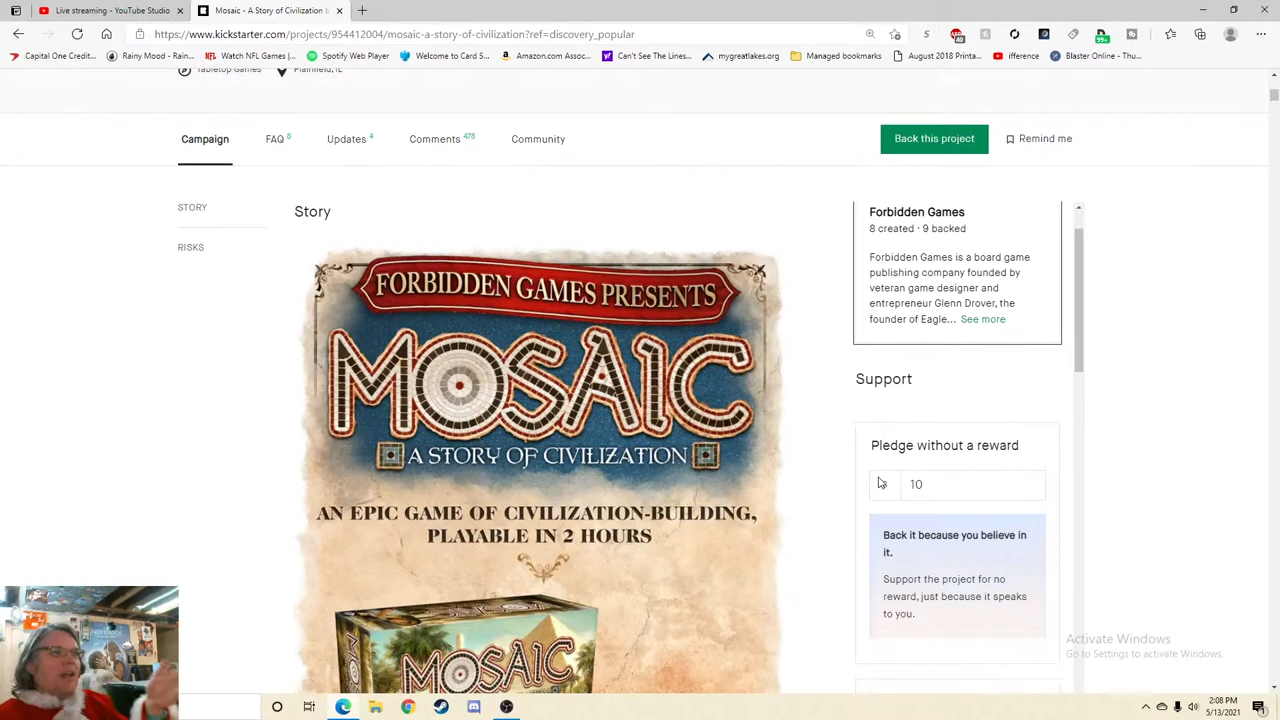 Live streaming - YouTube Studio
Mosaic - A Story of Civilization b
https://www.kickstarter.com/projects/954412004/mosaic-a-story-of-civilization?ref=discovery_popular
Capital One Credit... Rainy Mood - Rain... Watch NFL Games |... Spotify Web Player Welcome to Card S... Amazon.com:assoc... Can't See The Lines... mygreatlakes.org Managed bookmarks August 2018 Printa... ifference Blaster Online - Thu...
40
99+
Tabletop Games Plainfield, IL
Campaign FAQ 8 Updates 4 Comments 478 Community
Back this project Remind me
STORY
RISKS
Story
FORBIDDEN GAMES PRESENTS
MOSAIC
A STORY OF CIVILIZATION
AN EPIC GAME OF CIVILIZATION-BUILDING,
PLAYABLE IN 2 HOURS
MOSAIC
Forbidden Games
8 created · 9 backed
Forbidden Games is a board game
publishing company founded by
veteran game designer and
entrepreneur Glenn Drover, the
founder of Eagle... See more
Support
Pledge without a reward
10
Back it because you believe in
it.
Support the project for no
reward, just because it speaks
to you.
Activate Windows
Go to Settings to activate Windows.
2:08 PM
5/13/2021